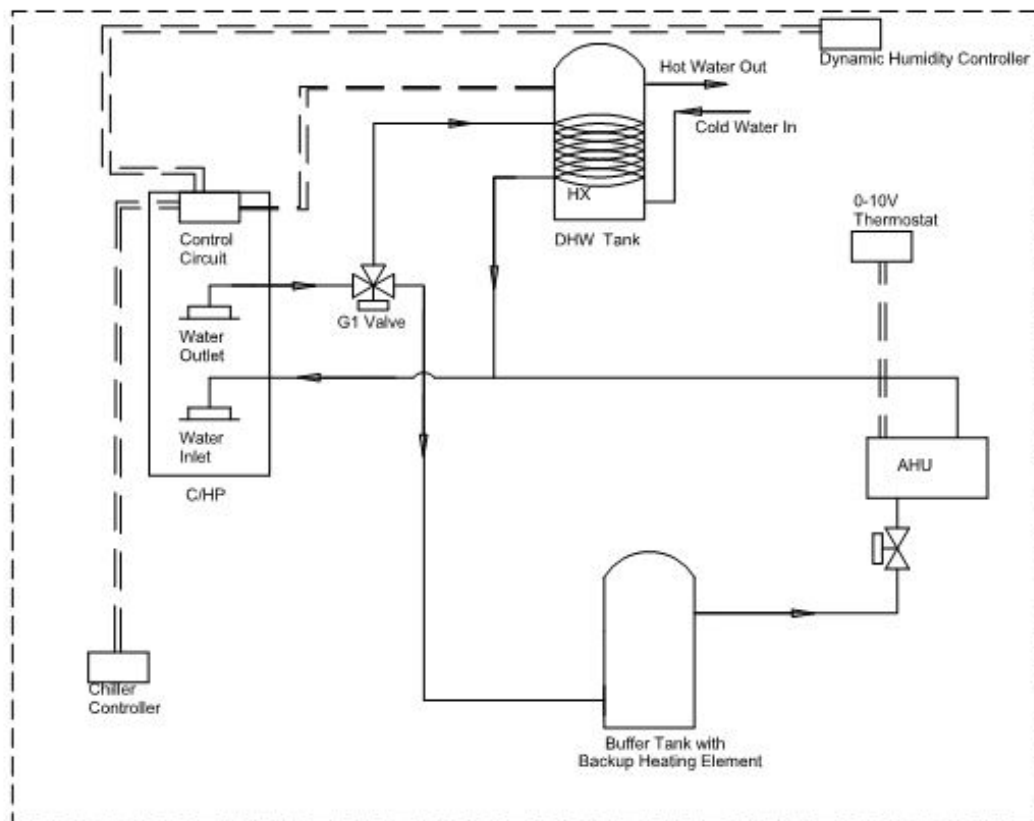 Dynamic Humidity Controller
Hot Water Out
Cold Water In
HX
DHW Tank
0-10V
Thermostat
Control
Circuit
G1 Valve
Water
Outlet
Water
Inlet
C/HP
AHU
Chiller
Controller
Buffer Tank with
Backup Heating Element